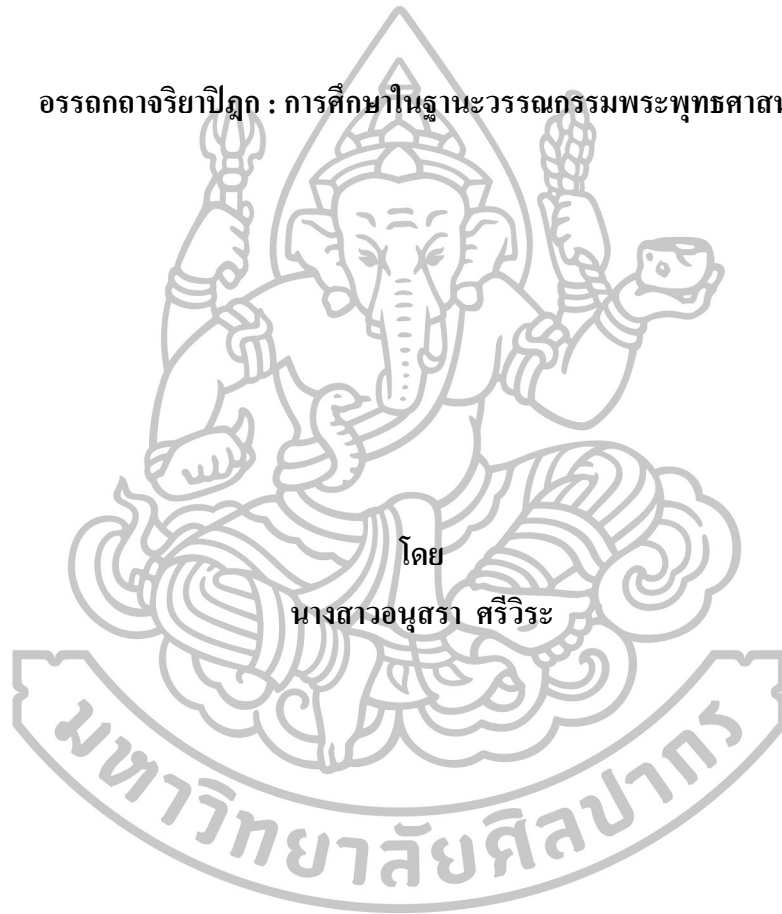 อรรถกถาจริยาปิฎก : การศึกษาในฐานะวรรณกรรมพระพุทธศาสน
โดย
นางสาวอนุสรา ศรีวิระ
มหาวิทยาลัยศิลปากร